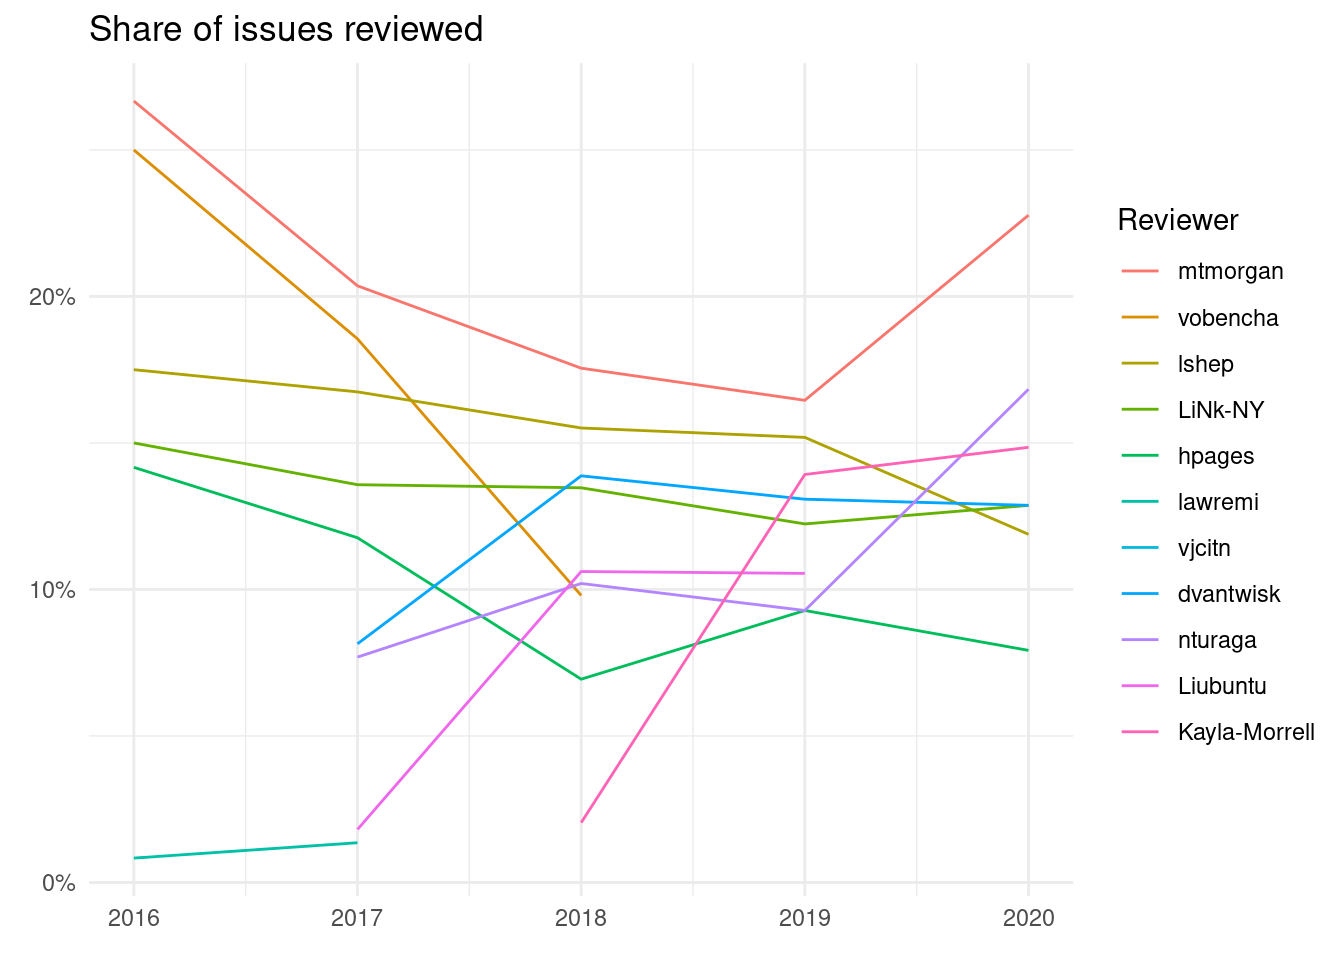 Share of issues reviewed
20%
10%
0%
2016 2017 2018 2019 2020
Reviewer
mtmorgan
vobencha
lshep
LiNk-NY
hpages
lawremi
vjcitn
dvantwisk
nturaga
Liubuntu
Kayla-Morrell